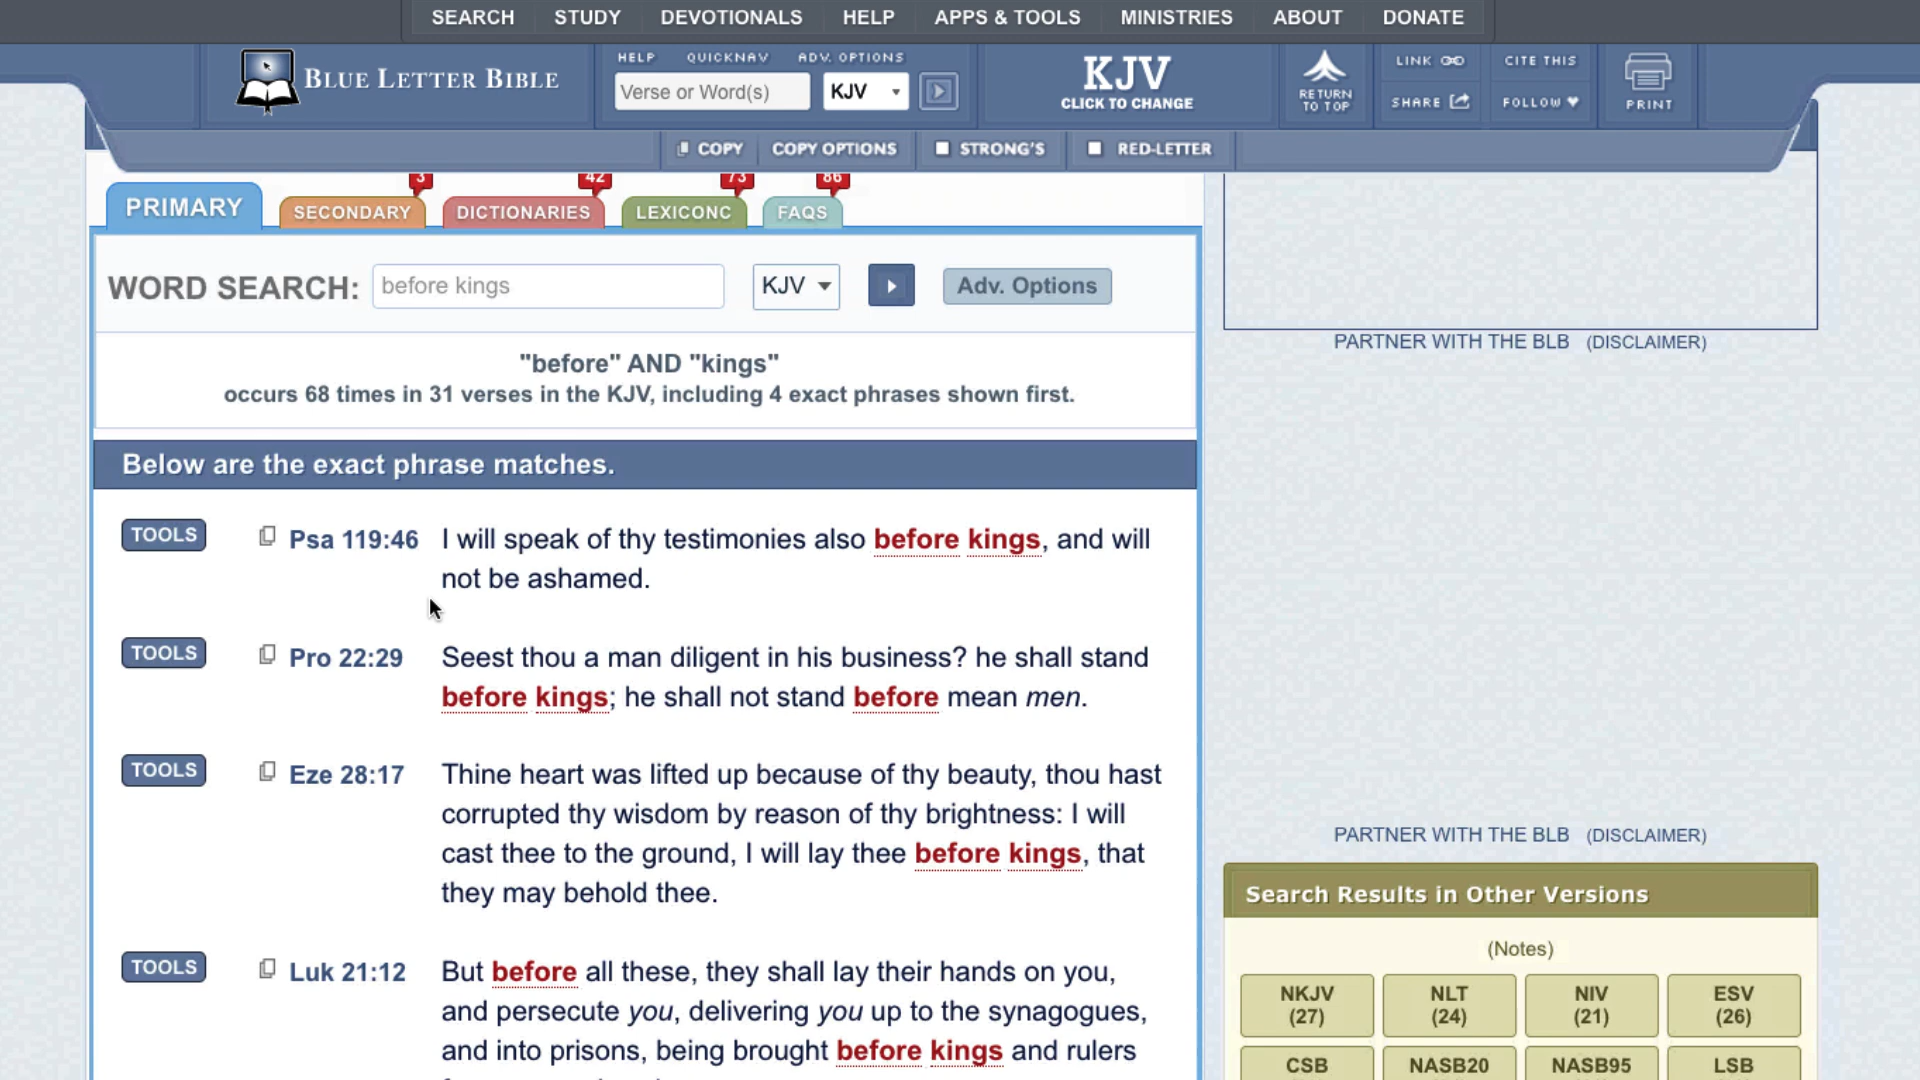 SEARCH STUDY DEVOTIONALS HELP APPS & TOOLS MINISTRIES ABOUT DONATE
BLUE LETTER BIBLE
HELP QUICKNAV ADV. OPTIONS
Verse or Word(s) KJV
KJV
CLICK TO CHANGE
RETURN
TO TOP
LINK CITE THIS
SHARE FOLLOW
PRINT
COPY COPY OPTIONS STRONG'S RED-LETTER
3 42 73 86
PRIMARY SECONDARY DICTIONARIES LEXICONC FAQS
WORD SEARCH: before kings KJV Adv. Options
"before" AND "kings"
occurs 68 times in 31 verses in the KJV, including 4 exact phrases shown first.
Below are the exact phrase matches.
TOOLS Psa 119:46 I will speak of thy testimonies also before kings, and will
not be ashamed.
TOOLS Pro 22:29 Seest thou a man diligent in his business? he shall stand
before kings; he shall not stand before mean men.
TOOLS Eze 28:17 Thine heart was lifted up because of thy beauty, thou hast
corrupted thy wisdom by reason of thy brightness: I will
cast thee to the ground, I will lay thee before kings, that
they may behold thee.
TOOLS Luk 21:12 But before all these, they shall lay their hands on you,
and persecute you, delivering you up to the synagogues,
and into prisons, being brought before kings and rulers
PARTNER WITH THE BLB (DISCLAIMER)
PARTNER WITH THE BLB (DISCLAIMER)
Search Results in Other Versions
(Notes)
NKJV NLT NIV ESV
(27) (24) (21) (26)
CSB NASB20 NASB95 LSB